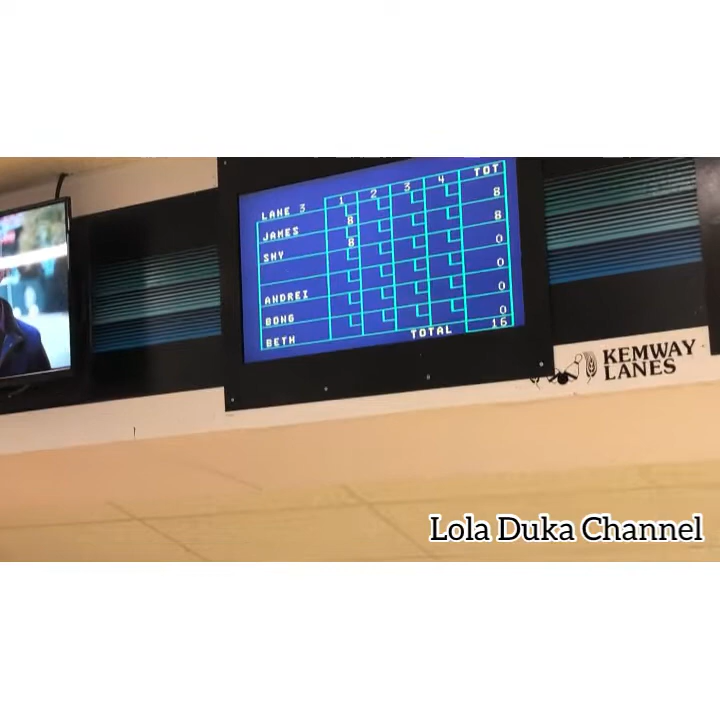 LANE 3 1 2 3 4 TOT
JAMES 8 8
SHY 8 8
0
ANDREI 0
BONG 0
BETH 0
TOTAL 16
KEMWAY
LANES
Lola Duka Channel